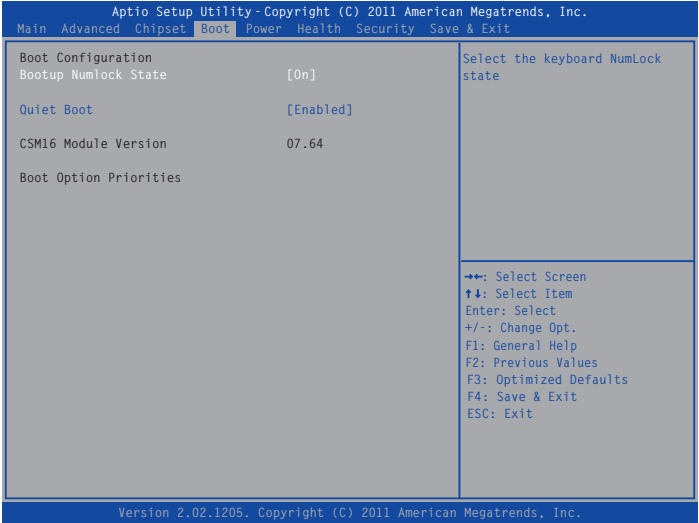 Aptio Setup Utility - Copyright (C) 2011 American Megatrends, Inc.
Main Advanced Chipset Boot Power Health Security Save & Exit
Boot Configuration
Bootup Numlock State [On]
Quiet Boot [Enabled]
CSM16 Module Version 07.64
Boot Option Priorities
Select the keyboard NumLock
state
→←: Select Screen
↑↓: Select Item
Enter: Select
+/-: Change Opt.
F1: General Help
F2: Previous Values
F3: Optimized Defaults
F4: Save & Exit
ESC: Exit
Version 2.02.1205. Copyright (C) 2011 American Megatrends, Inc.